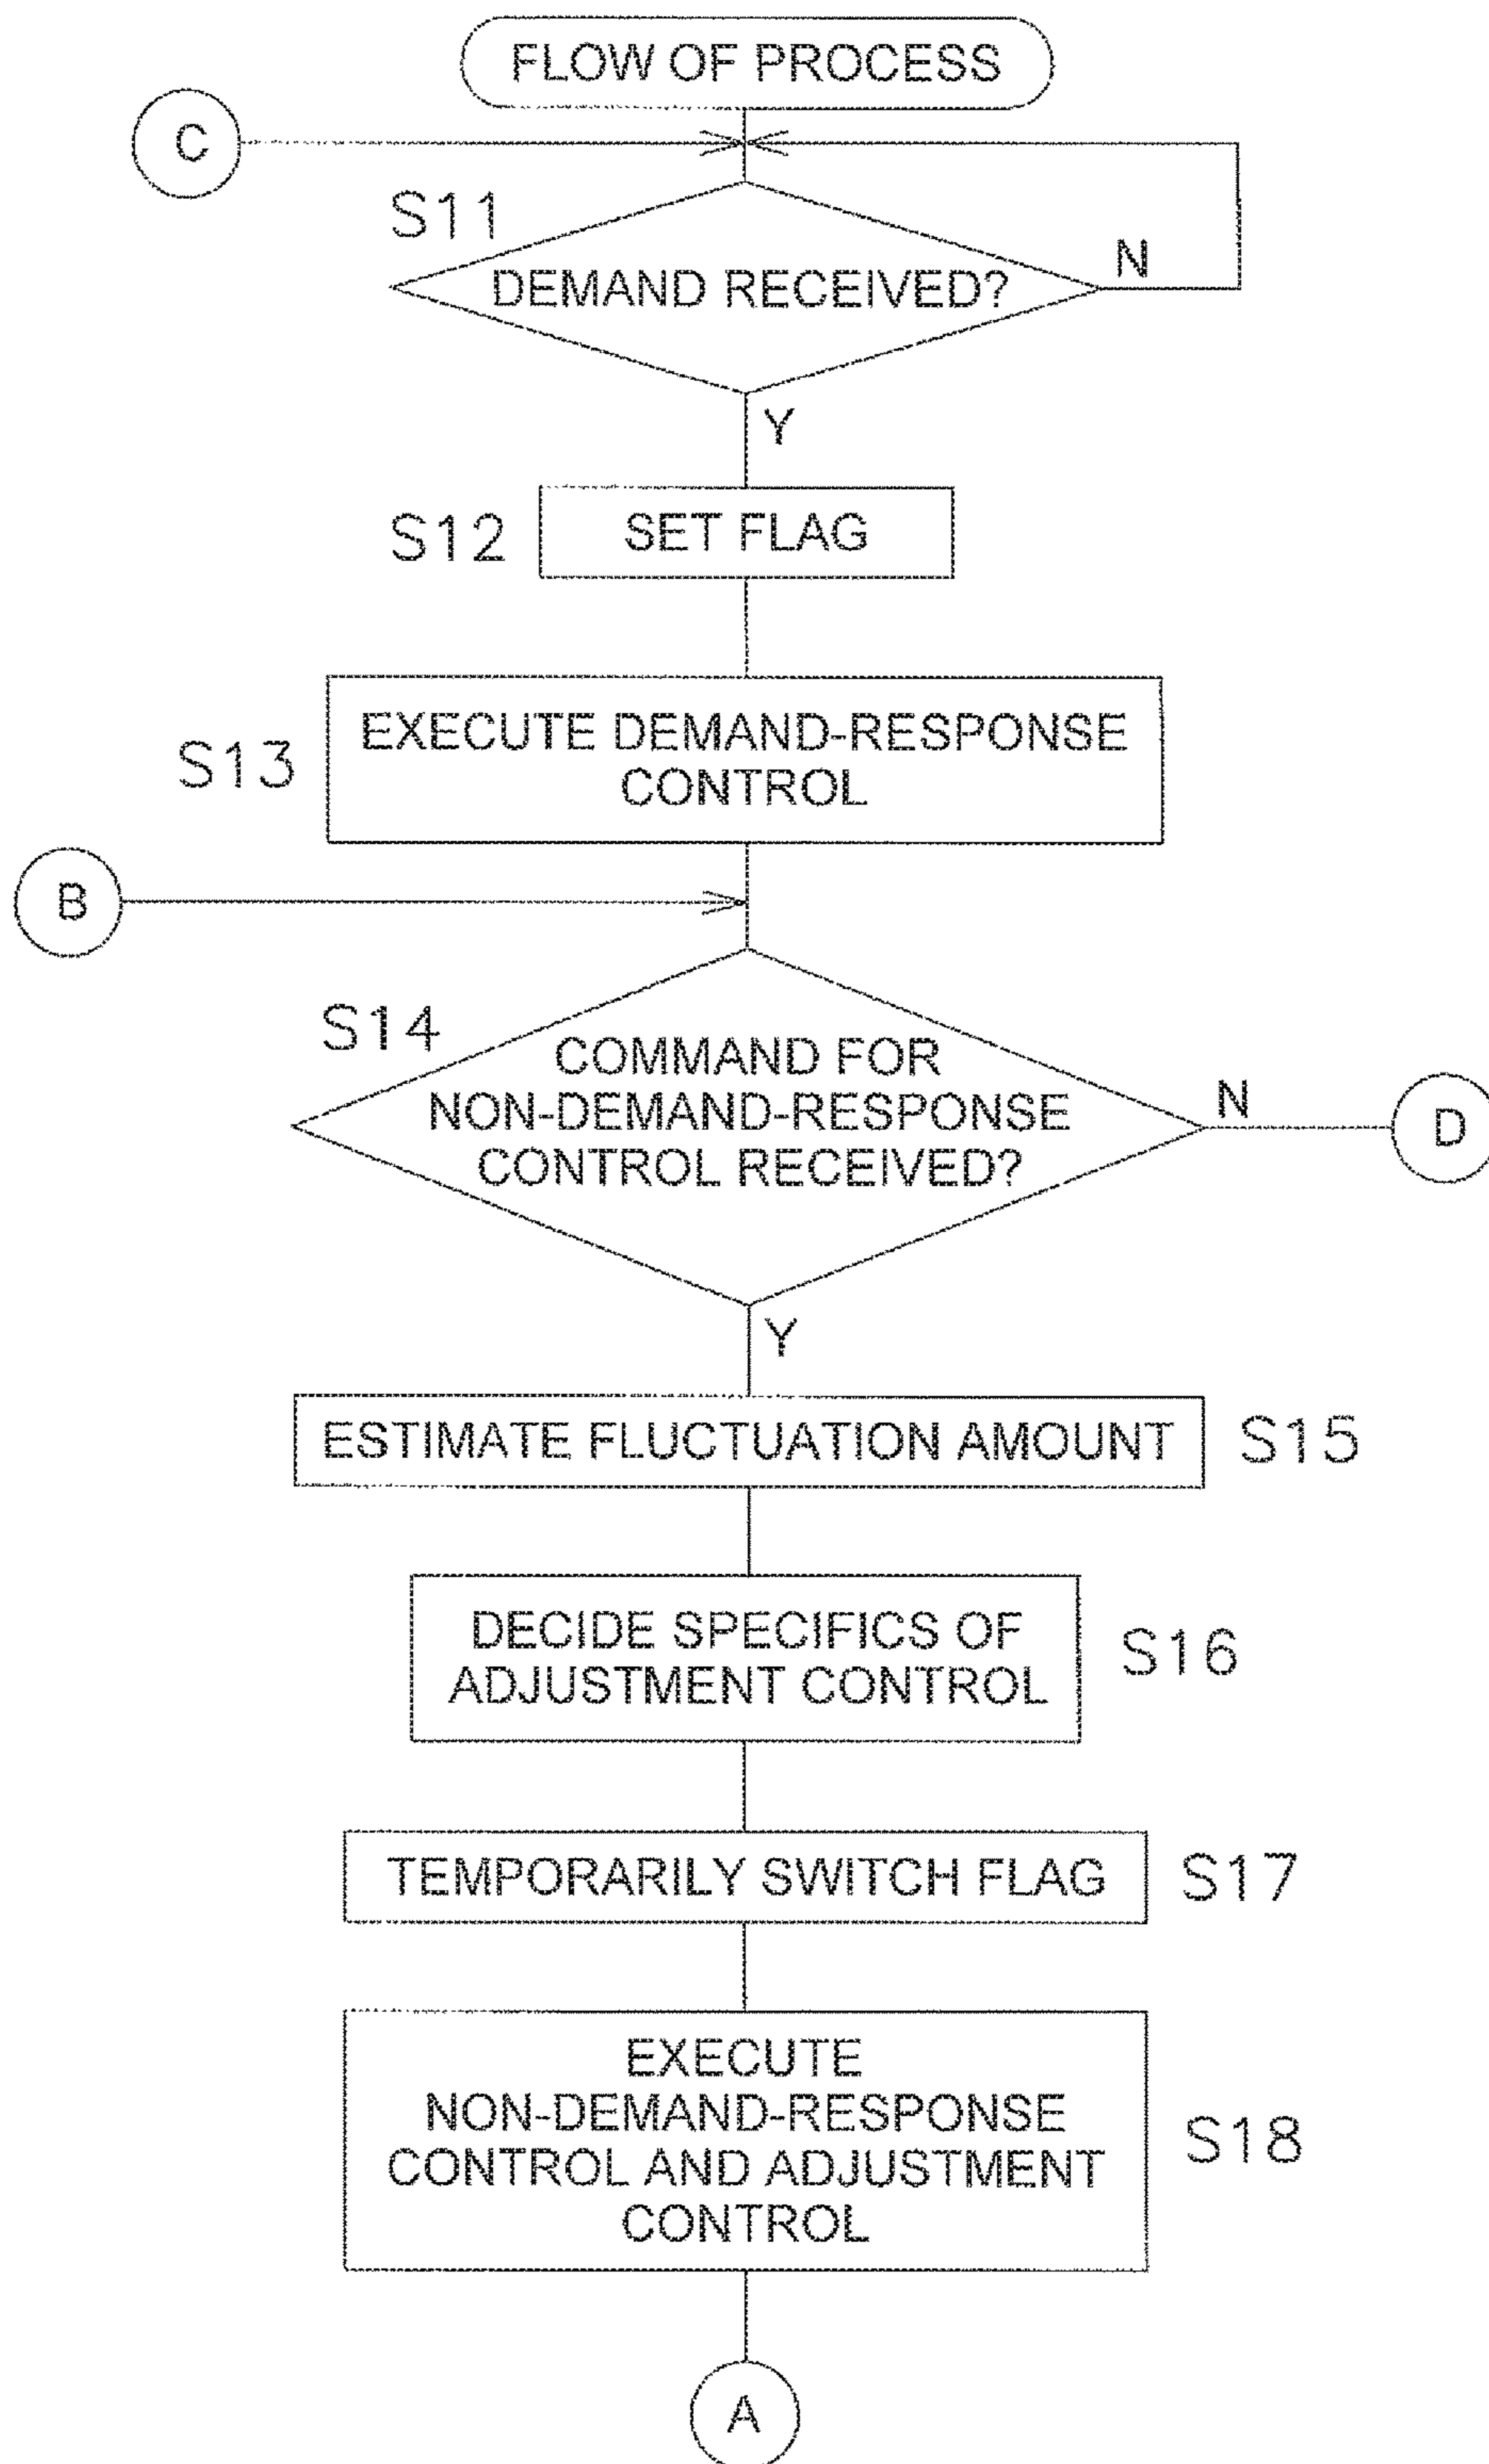 FLOW OF PROCESS
C
S11
DEMAND RECEIVED?
N
Y
S12
SET FLAG
S13
EXECUTE DEMAND-RESPONSE
CONTROL
B
S14
COMMAND FOR
NON-DEMAND-RESPONSE
CONTROL RECEIVED?
N
D
Y
ESTIMATE FLUCTUATION AMOUNT
S15
DECIDE SPECIFICS OF
ADJUSTMENT CONTROL
S16
TEMPORARILY SWITCH FLAG
S17
EXECUTE
NON-DEMAND-RESPONSE
CONTROL AND ADJUSTMENT
CONTROL
S18
A